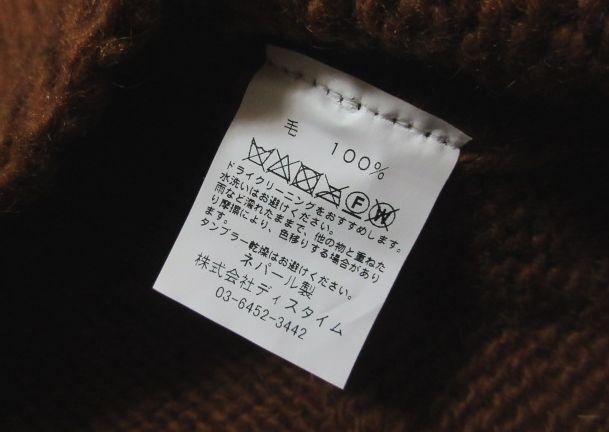 毛 100%
F W
ドライクリーニングをおすすめします。
水洗いはお避けください。
雨など濡れたままで、他の物と重ねた
り摩擦により、色移りする場合があり
ます。
タンブラー乾燥はお避けください。
ネパール製
株式会社ディスタイム
03-6452-3442